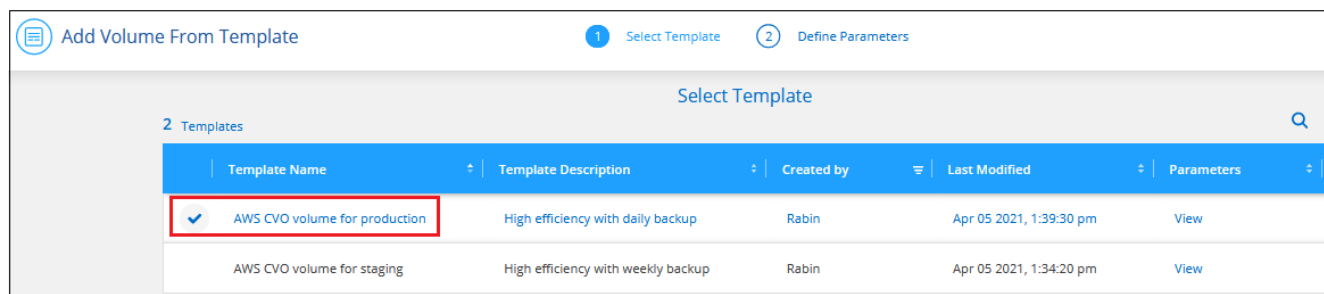 Add Volume From Template
1 Select Template 2 Define Parameters
Select Template
2 Templates
Template Name Template Description Created by Last Modified Parameters
AWS CVO volume for production High efficiency with daily backup Rabin Apr 05 2021, 1:39:30 pm View
AWS CVO volume for staging High efficiency with weekly backup Rabin Apr 05 2021, 1:34:20 pm View